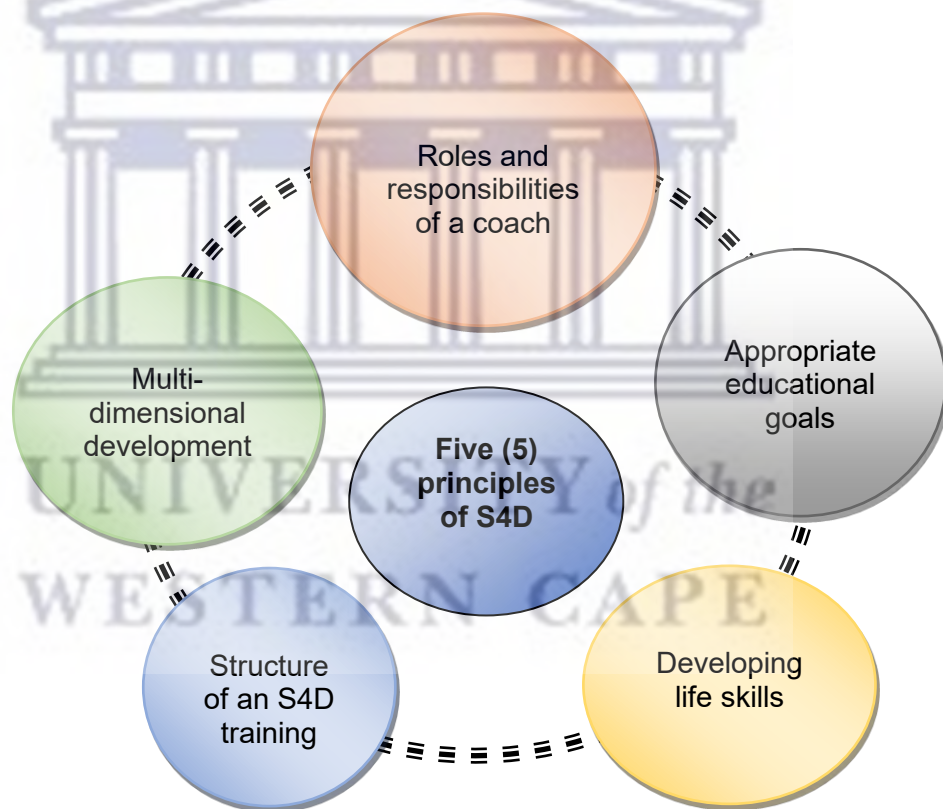 Roles and
responsibilities
of a coach
Appropriate
educational
goals
Multi-
dimensional
development
Five (5)
principles
of S4D
UNIVERSITY of the
WESTERN CAPE
Structure
of an S4D
training
Developing
life skills